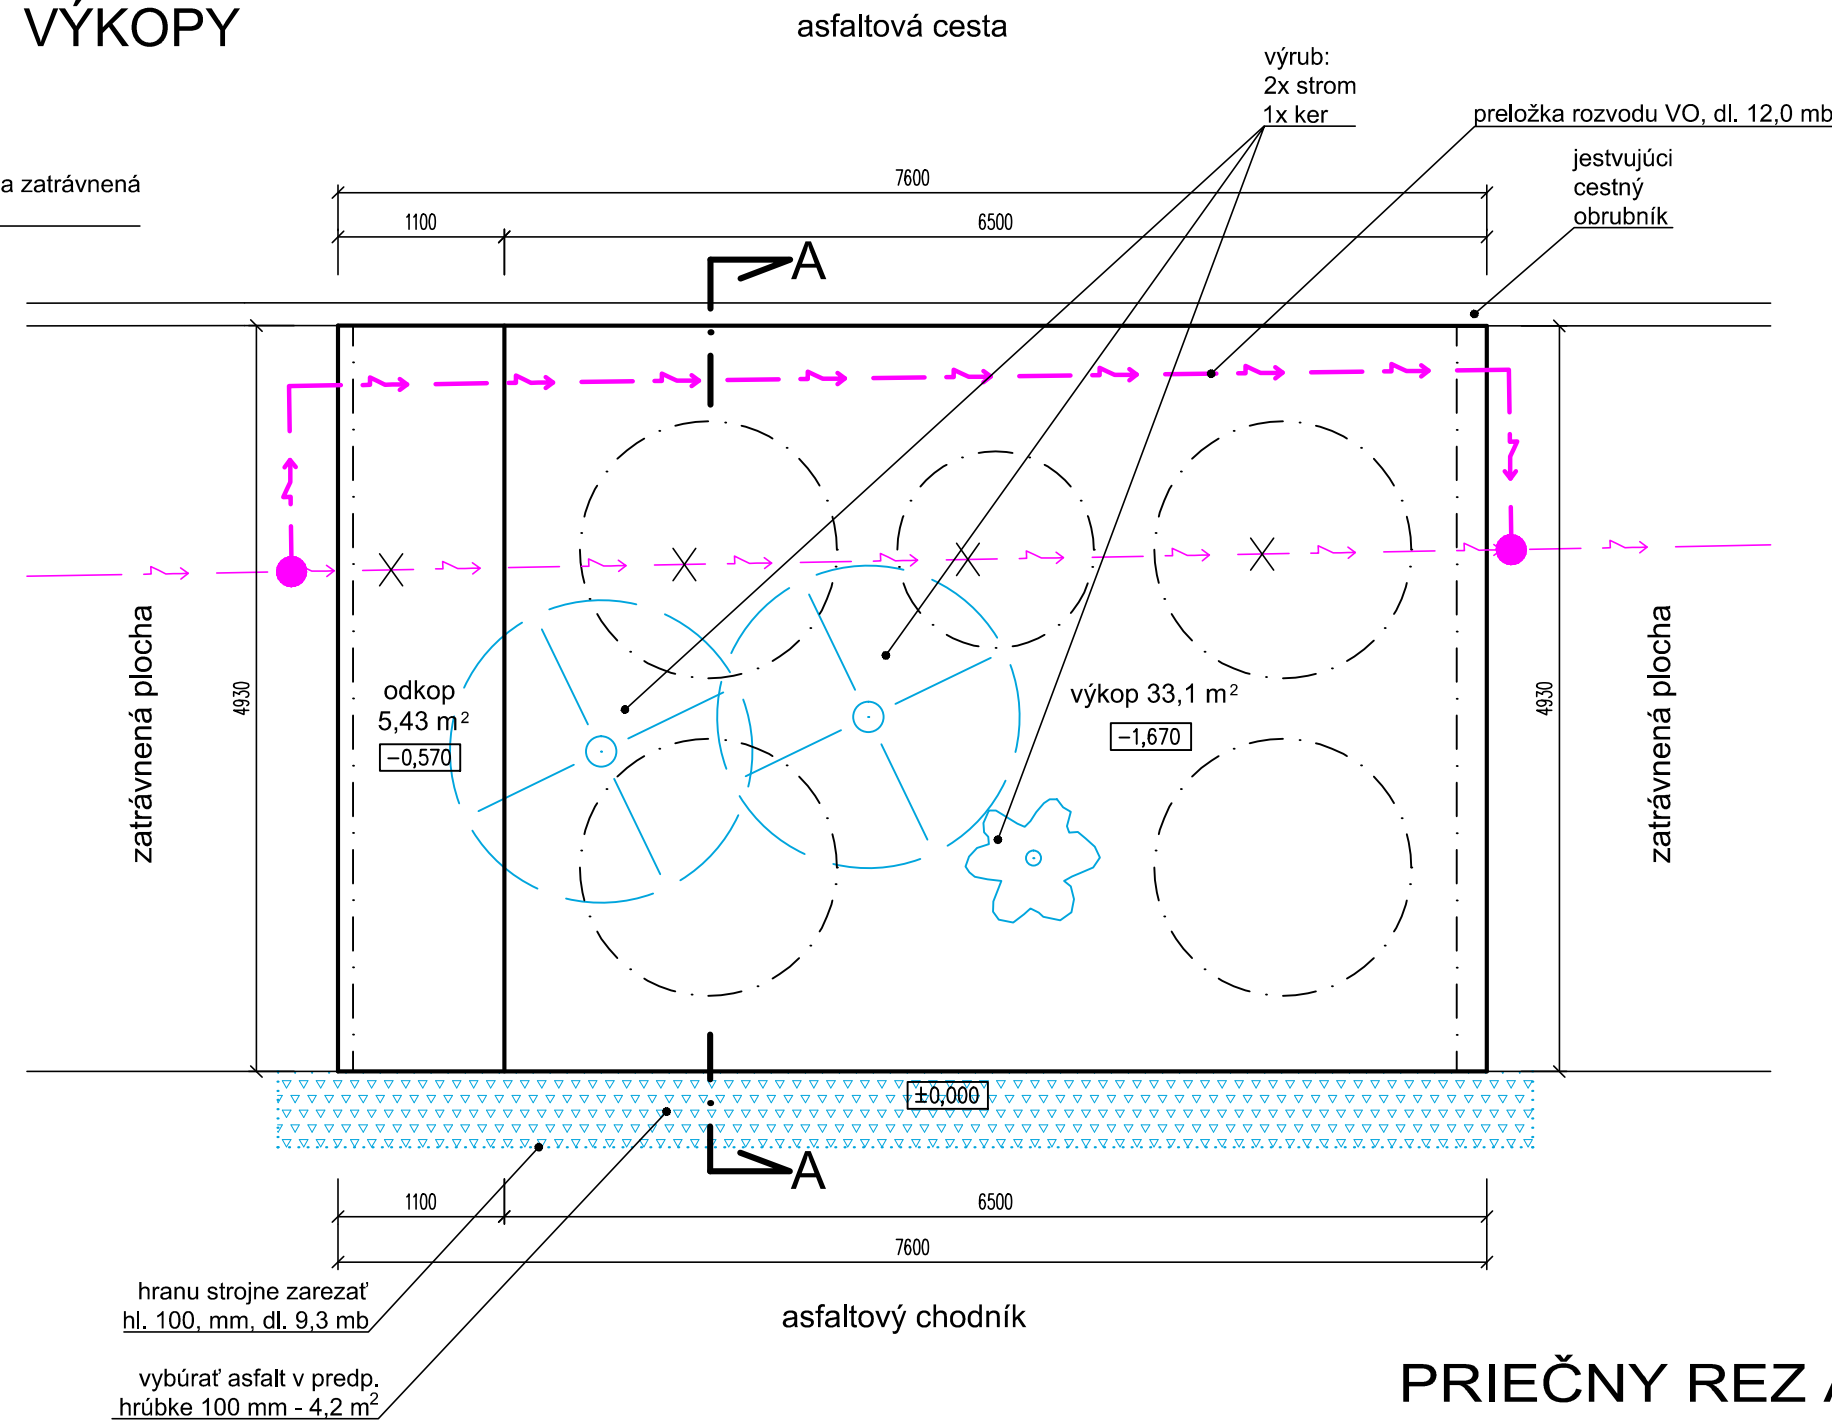 VÝKOPY
asfaltová cesta
výrub:
2x strom
1x ker
preložka rozvodu VO, dl. 12,0 mb
jestvujúci
cestný
obrubník
a zatrávnená
7600
1100
6500
A
zatrávnená plocha
4930
odkop
5,43 m²
-0,570
výkop 33,1 m²
-1,670
4930
zatrávnená plocha
±0,000
A
1100
6500
7600
hranu strojne zarezať
hl. 100, mm, dl. 9,3 mb
asfaltový chodník
vybúrať asfalt v predp.
hrúbke 100 mm - 4,2 m²
PRIEČNY REZ A